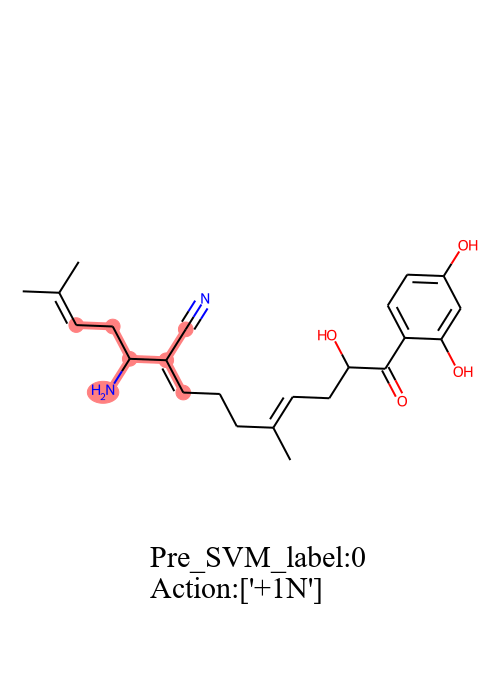 OH
N
HO
OH
H2N
O
Pre_SVM_label:0
Action:['+1N']